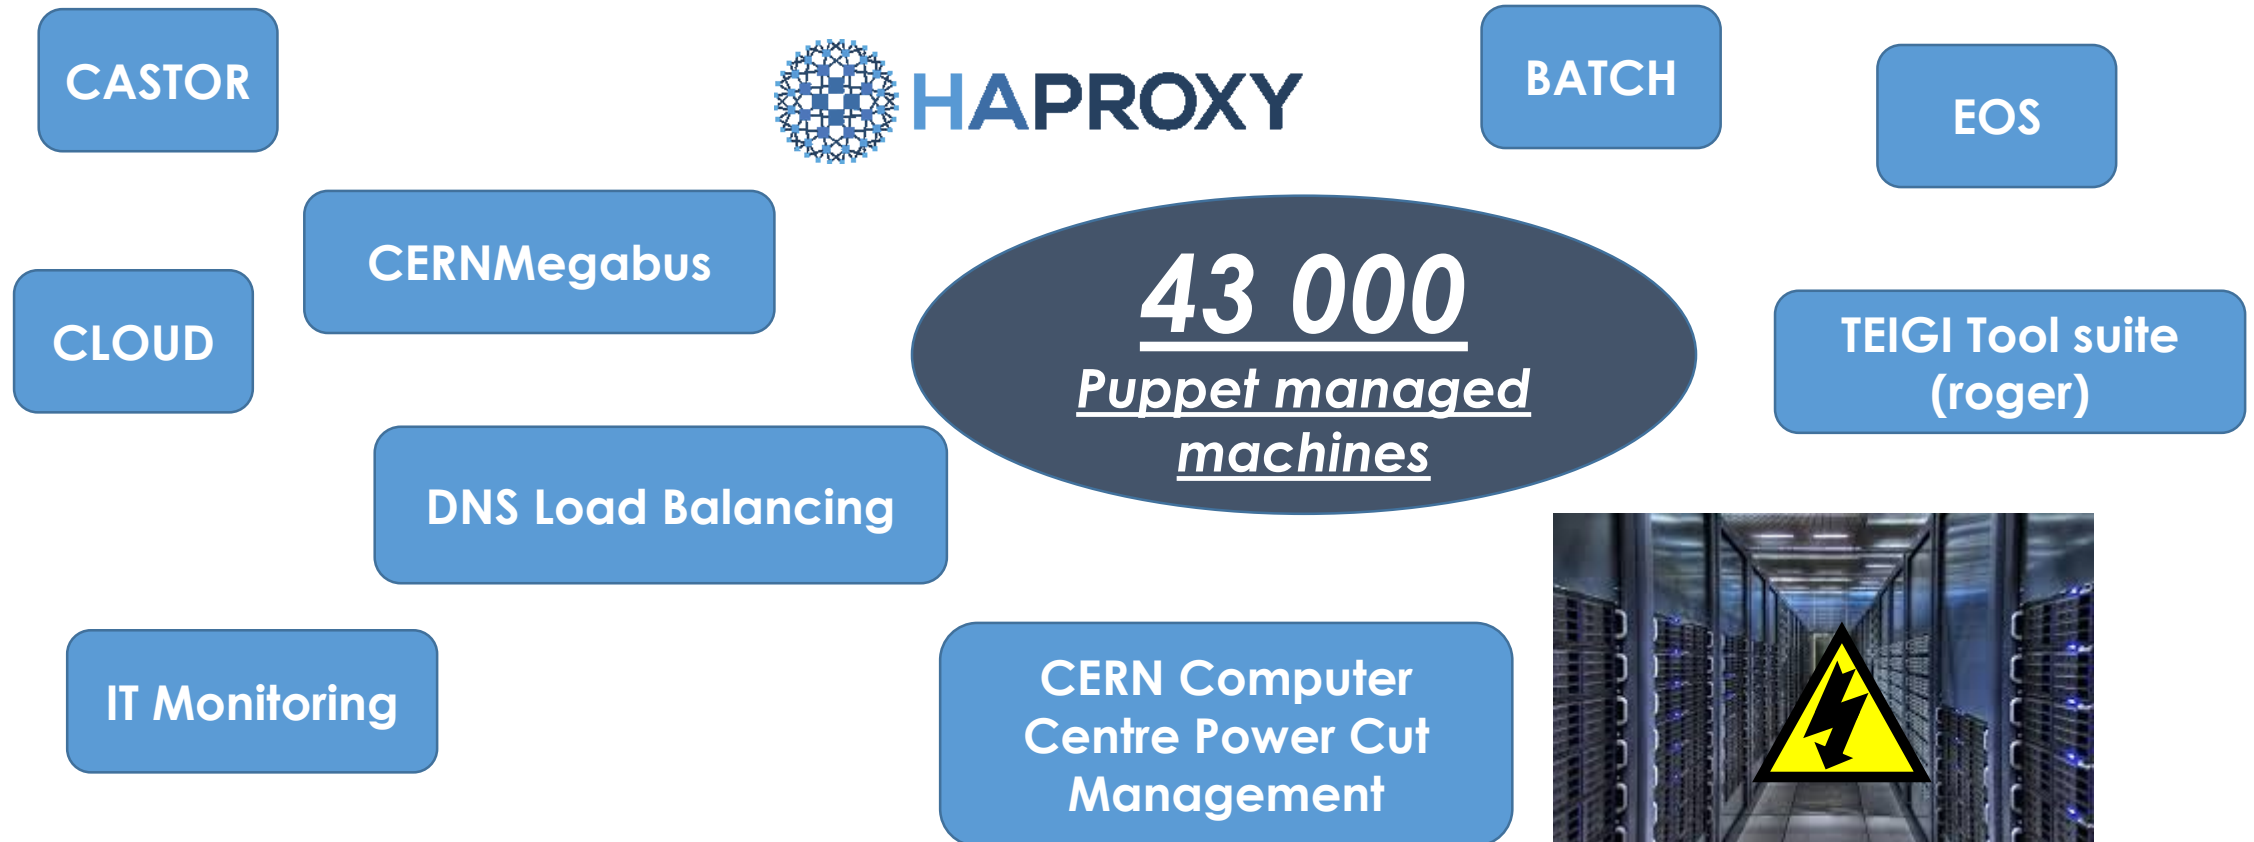 CASTOR
HAPROXY
BATCH
EOS
CERNMegabus
CLOUD
43 000
Puppet managed
machines
TEIGI Tool suite
(roger)
DNS Load Balancing
IT Monitoring
CERN Computer
Centre Power Cut
Management